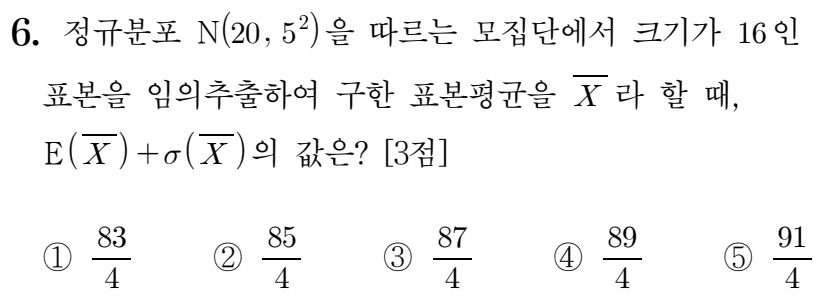 6. 정규분포 N(20, 5²)을 따르는 모집단에서 크기가 16인
표본을 임의추출하여 구한 표본평균을 X̅ 라 할 때,
E(X̅)+σ(X̅)의 값은? [3점]
① 83/4 ② 85/4 ③ 87/4 ④ 89/4 ⑤ 91/4